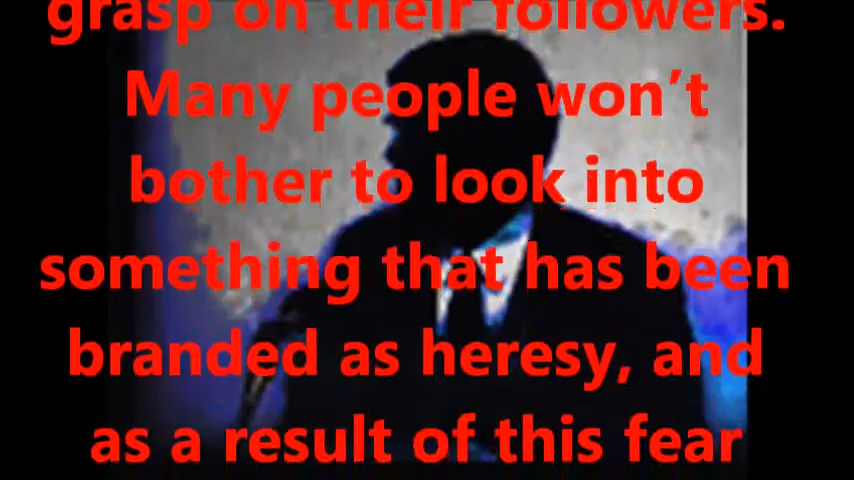 grasp on their followers.
Many people won’t
bother to look into
something that has been
branded as heresy, and
as a result of this fear